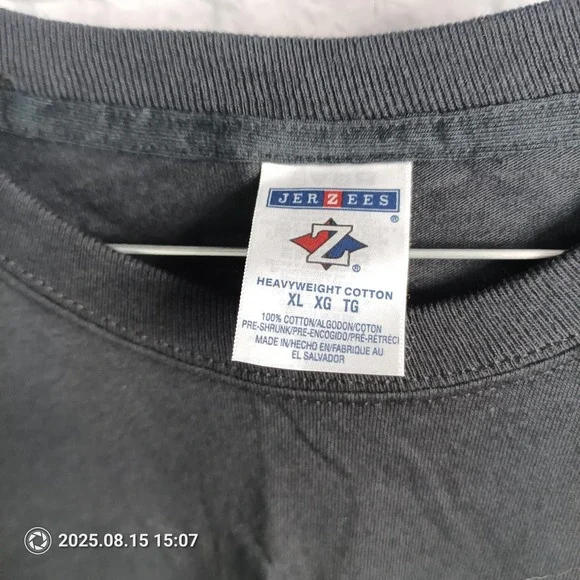 JERZEES
®
Z
®
HEAVYWEIGHT COTTON
XL XG TG
100% COTTON/ALGODON/COTON
PRE-SHRUNK/PRE-ENCOGIDO/PRÉ-RÉTRÉCI
MADE IN/HECHO EN/FABRIQUE AU
EL SALVADOR
2025.08.15 15:07